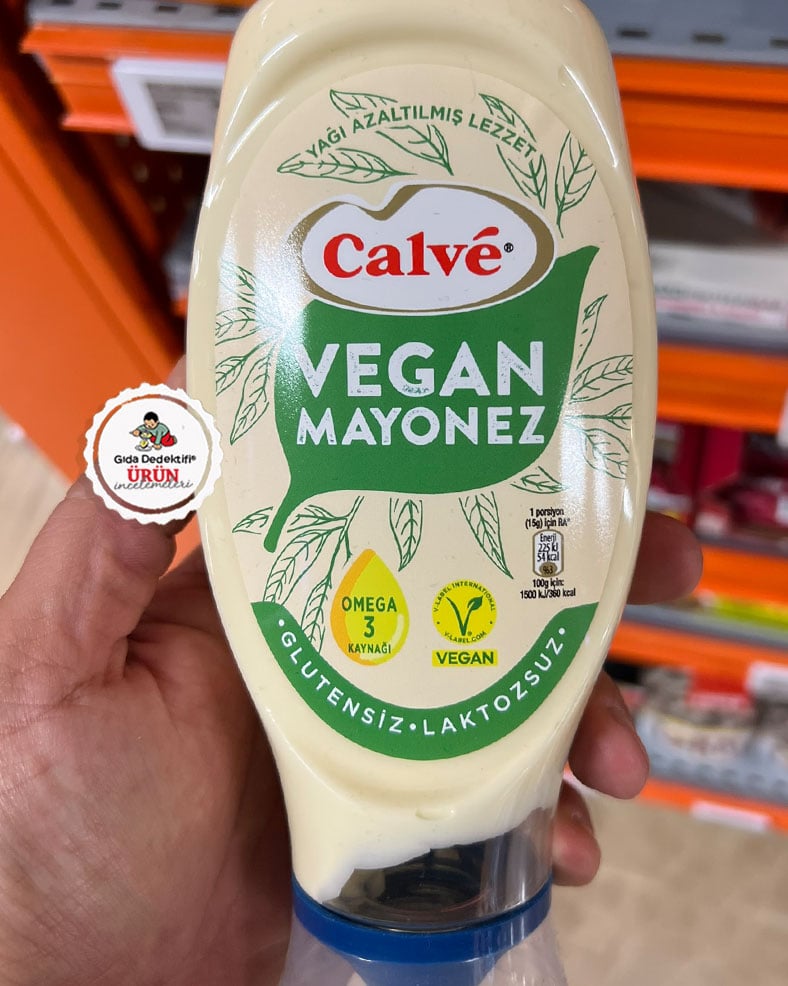 YAĞI AZALTILMIŞ LEZZET
Calvé®
VEGAN
MAYONEZ
Gıda Dedektifi®
ÜRÜN
incelemeleri
1 porsiyon
(15g) için RA*
Enerji
225 kJ
54 kcal
%3
100g için:
1500 kJ/360 kcal
OMEGA
3
KAYNAĞI
V-LABEL INTERNATIONAL
V-LABEL.COM
VEGAN
•GLUTENSİZ•LAKTOZSUZ•